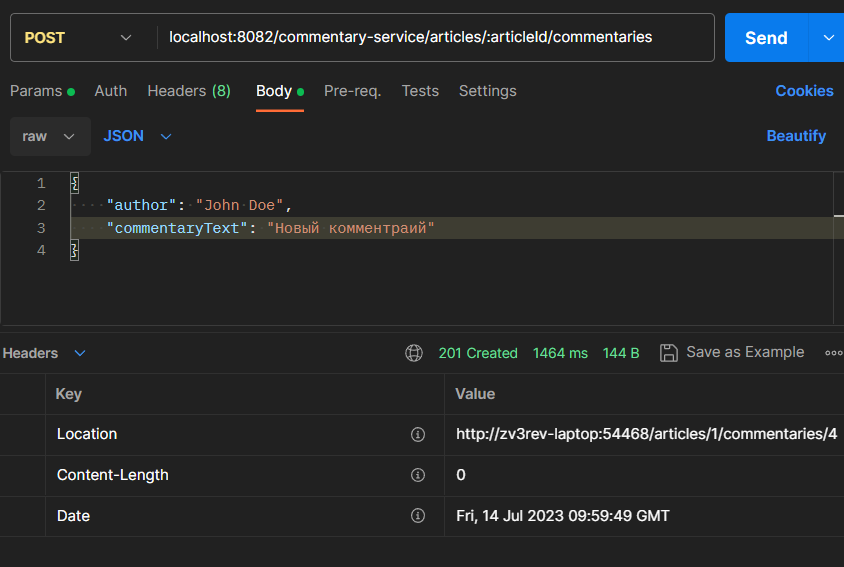 POST localhost:8082/commentary-service/articles/:articleId/commentaries Send
Params Auth Headers (8) Body Pre-req. Tests Settings Cookies
raw JSON Beautify
1 {
2 "author": "John Doe",
3 "commentaryText": "Новый комментраий"
4 }
Headers 201 Created 1464 ms 144 B Save as Example
Key Value
Location http://zv3rev-laptop:54468/articles/1/commentaries/4
Content-Length 0
Date Fri, 14 Jul 2023 09:59:49 GMT